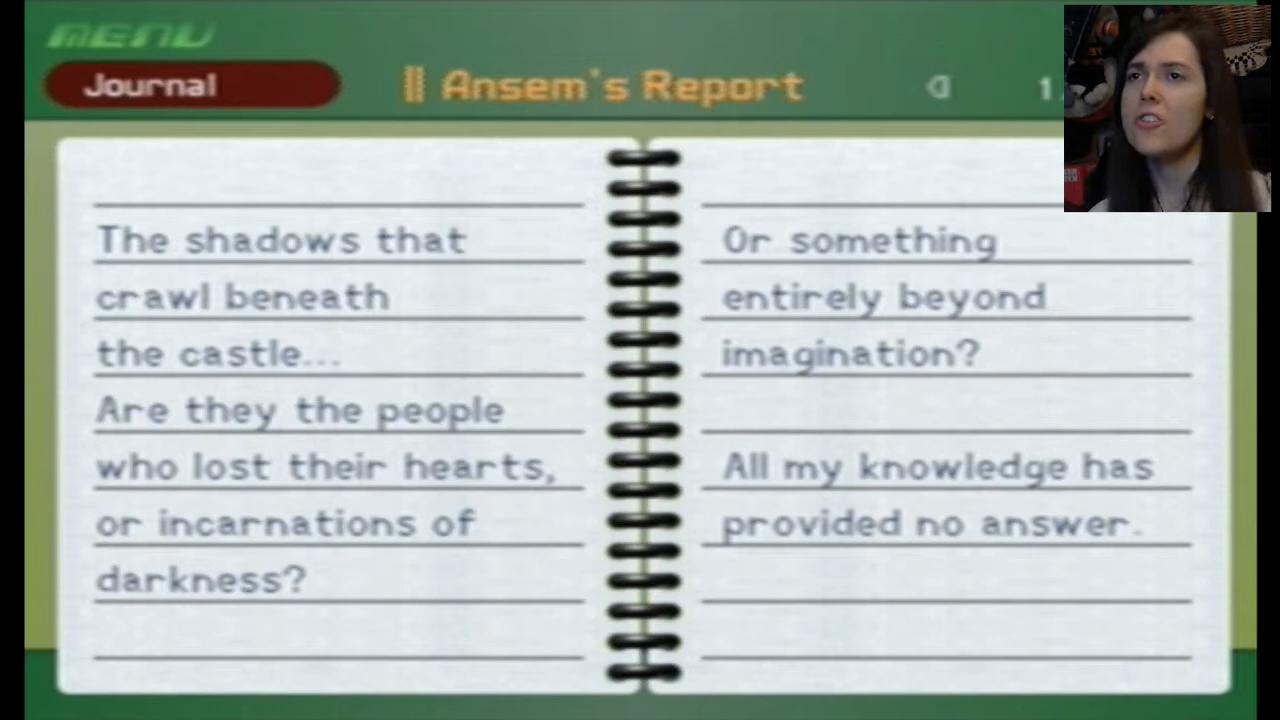 MENU
Journal
Ansem's Report
1
The shadows that
crawl beneath
the castle...
Are they the people
who lost their hearts,
or incarnations of
darkness?
Or something
entirely beyond
imagination?
All my knowledge has
provided no answer.